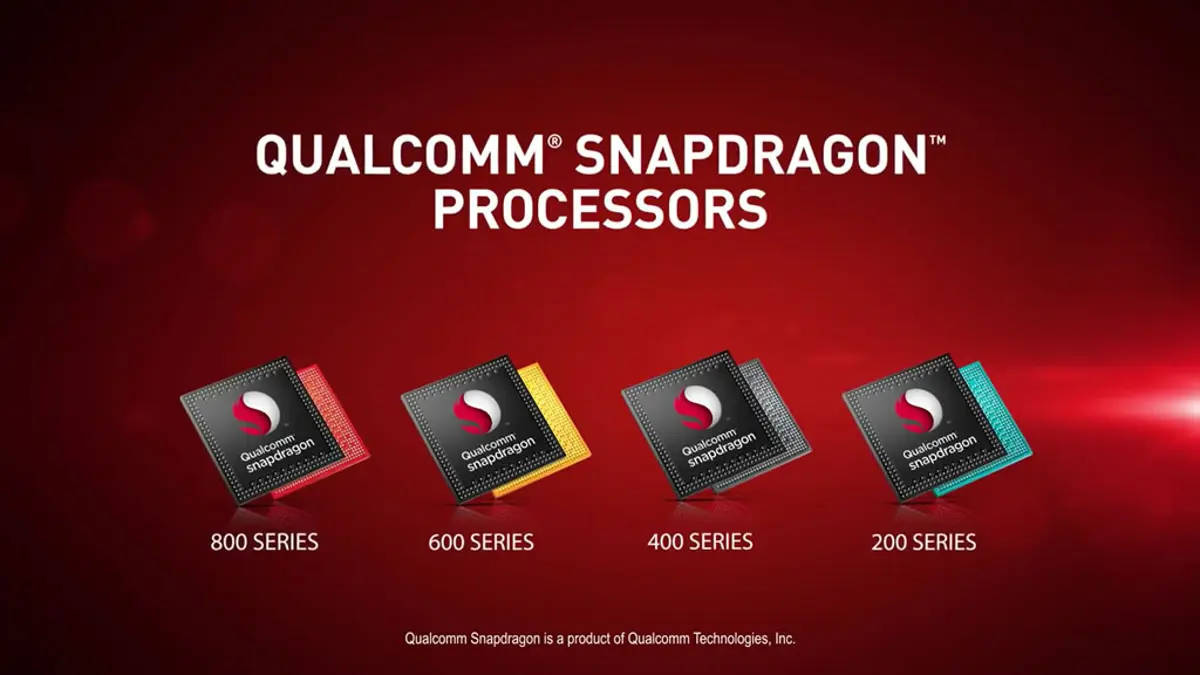 QUALCOMM® SNAPDRAGON™
PROCESSORS
Qualcomm
snapdragon
Qualcomm
snapdragon
Qualcomm
snapdragon
Qualcomm
snapdragon
800 SERIES
600 SERIES
400 SERIES
200 SERIES
Qualcomm Snapdragon is a product of Qualcomm Technologies, Inc.